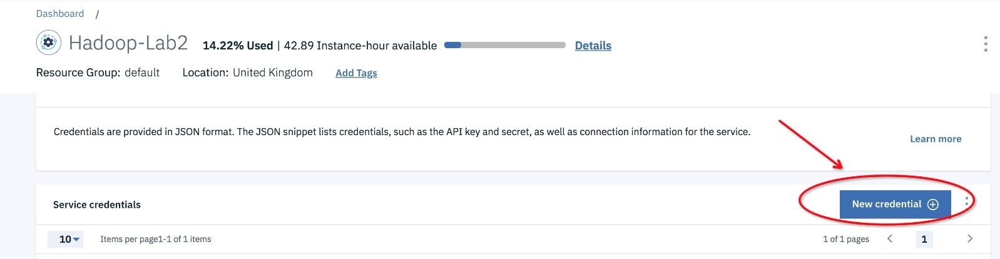 Dashboard /
Hadoop-Lab2 14.22% Used | 42.89 Instance-hour available Details
Resource Group: default Location: United Kingdom Add Tags
Credentials are provided in JSON format. The JSON snippet lists credentials, such as the API key and secret, as well as connection information for the service.
Learn more
Service credentials New credential
10 Items per page1-1 of 1 items 1 of 1 pages 1